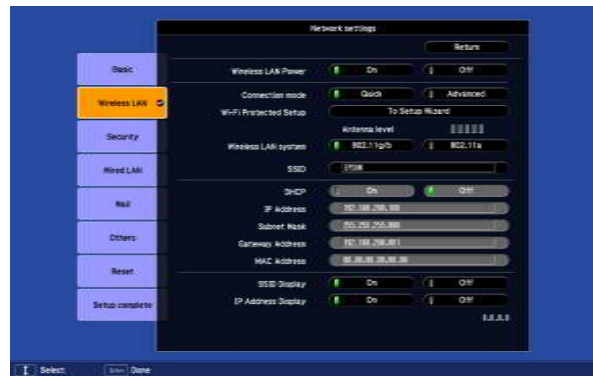 Network settings
Return
Basic
Wireless LAN Power On Off
Wireless LAN
Connection mode Quick Advanced
Wi-Fi Protected Setup To Setup Wizard
Antenna level
Security
Wireless LAN system 802.11g/b 802.11a
Wired LAN
SSID EPSON
DHCP On Off
Mail
IP Address
Subnet Mask
Others
Gateway Address
MAC Address
Reset
SSID Display On Off
Setup complete
IP Address Display On Off
Select Done